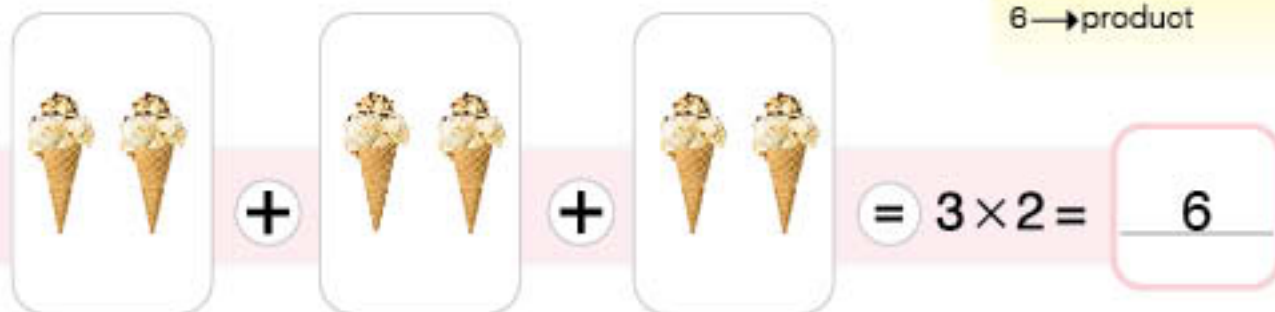 6→product
+ + = 3×2= 6